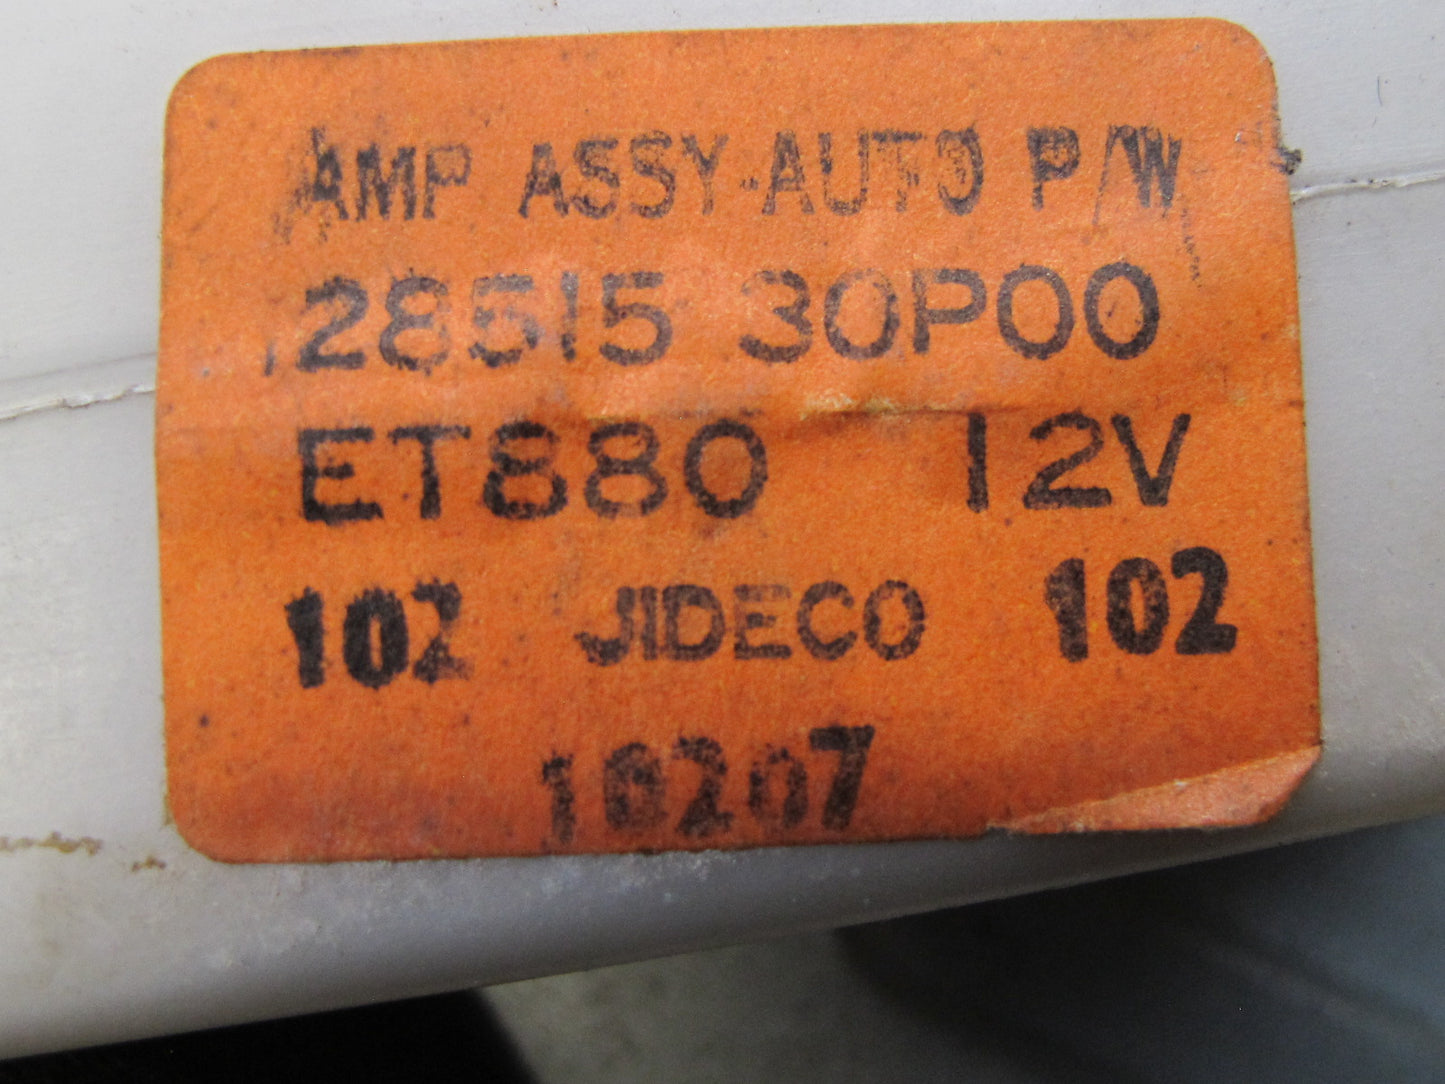 AMP ASSY-AUTO P/W
28515 30P00
ET880 12V
102 JIDECO 102
10207